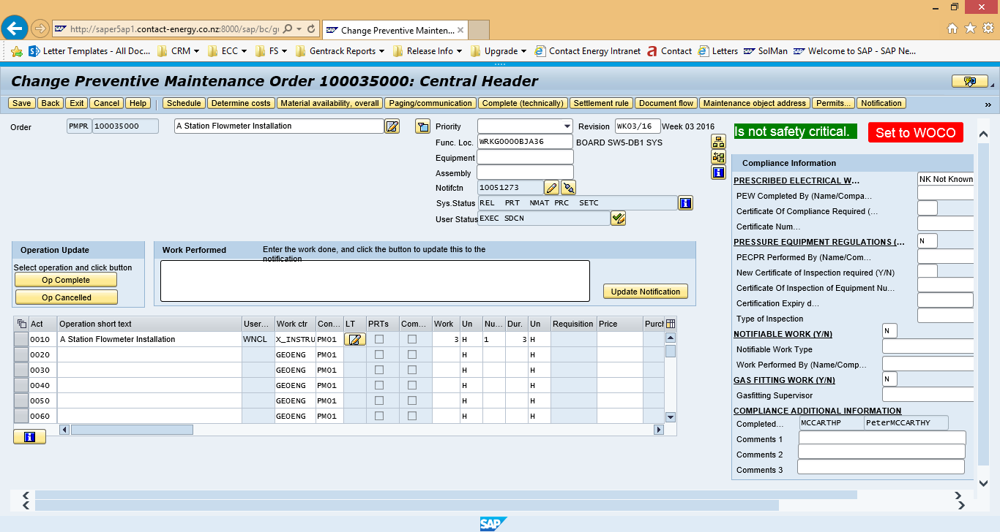 http://saper5ap1.contact-energy.co.nz:8000/sap/bc/gu
Change Preventive Mainten...
Letter Templates - All Doc... CRM ECC FS Gentrack Reports Release Info Upgrade Contact Energy Intranet Contact Letters SolMan Welcome to SAP - SAP Ne...
Change Preventive Maintenance Order 100035000: Central Header
Save Back Exit Cancel Help Schedule Determine costs Material availability, overall Paging/communication Complete (technically) Settlement rule Document flow Maintenance object address Permits... Notification »
Order PMPR 100035000 A Station Flowmeter Installation
Priority Revision WK03/16 Week 03 2016
Func. Loc. WRKG0000BJA36 BOARD SW5-DB1 SYS
Equipment
Assembly
Notifctn 10051273
Sys.Status REL PRT NMAT PRC SETC
User Status EXEC SDCN
Is not safety critical. Set to WOCO
Operation Update
Select operation and click button
Op Complete
Op Cancelled
Work Performed Enter the work done, and click the button to update this to the
notification
Update Notification
Act Operation short text User... Work ctr Con... LT PRTs Com... Work Un Nu... Dur. Un Requisition Price Purch
0010 A Station Flowmeter Installation WNCL X_INSTRU PM01 3 H 1 3 H
0020 GEOENG PM01 H H
0030 GEOENG PM01 H H
0040 GEOENG PM01 H H
0050 GEOENG PM01 H H
0060 GEOENG PM01 H H
Compliance Information
PRESCRIBED ELECTRICAL W... NK Not Known
PEW Completed By (Name/Compa...
Certificate Of Compliance Required (...
Certificate Num...
PRESSURE EQUIPMENT REGULATIONS (... N
PECPR Performed By (Name/Com...
New Certificate of Inspection required (Y/N)
Certificate Of Inspection of Equipment Nu...
Certification Expiry d...
Type of Inspection
NOTIFIABLE WORK (Y/N) N
Notifiable Work Type
Work Performed By (Name/Comp...
GAS FITTING WORK (Y/N) N
Gasfitting Supervisor
COMPLIANCE ADDITIONAL INFORMATION
Completed... MCCARTHP PeterMCCARTHY
Comments 1
Comments 2
Comments 3
SAP